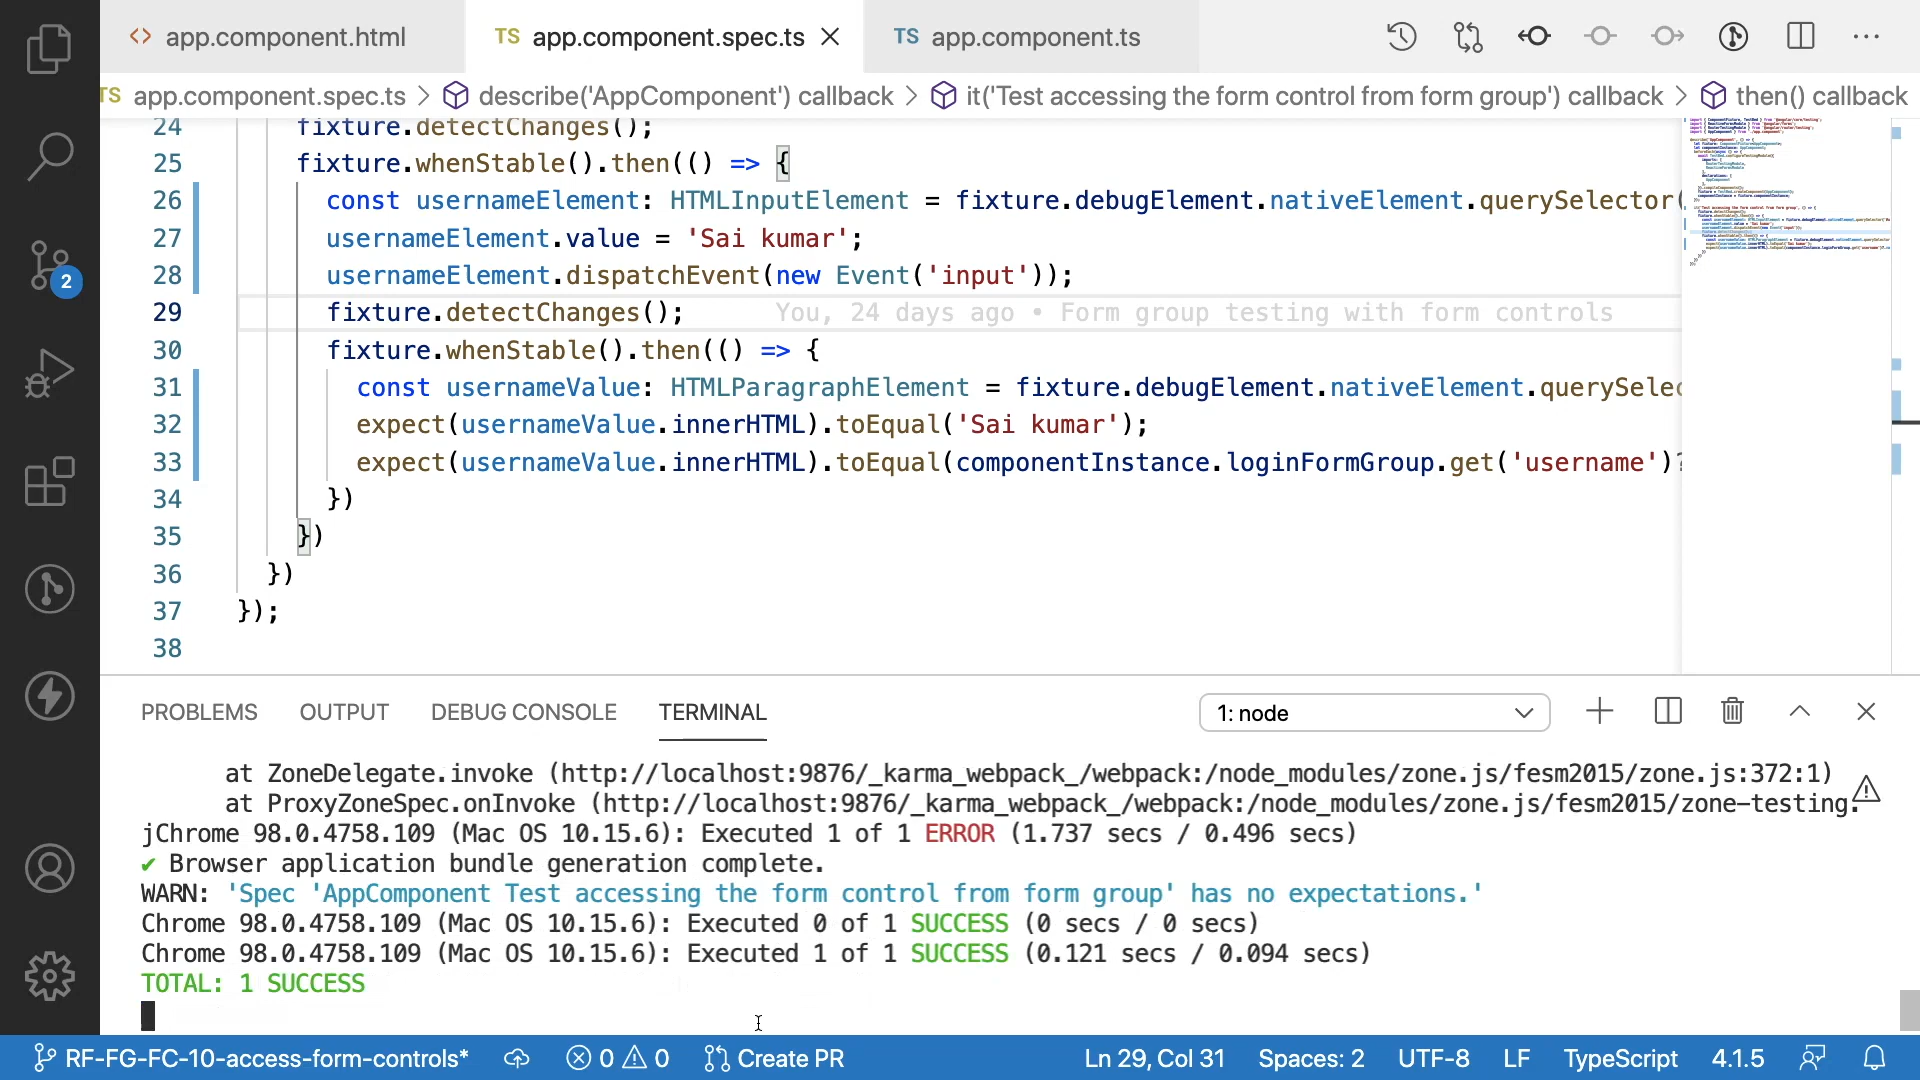 <> app.component.html TS app.component.spec.ts × TS app.component.ts ...
TS app.component.spec.ts > describe('AppComponent') callback > it('Test accessing the form control from form group') callback > then() callback
24 fixture.detectChanges();
25 fixture.whenStable().then(() => {
26 const usernameElement: HTMLInputElement = fixture.debugElement.nativeElement.querySelector(
27 usernameElement.value = 'Sai kumar';
28 usernameElement.dispatchEvent(new Event('input'));
29 fixture.detectChanges(); You, 24 days ago • Form group testing with form controls
30 fixture.whenStable().then(() => {
31 const usernameValue: HTMLParagraphElement = fixture.debugElement.nativeElement.querySelec
32 expect(usernameValue.innerHTML).toEqual('Sai kumar');
33 expect(usernameValue.innerHTML).toEqual(componentInstance.loginFormGroup.get('username')?
34 })
35 })
36 })
37 });
38
2
PROBLEMS OUTPUT DEBUG CONSOLE TERMINAL 1: node
at ZoneDelegate.invoke (http://localhost:9876/_karma_webpack_/webpack:/node_modules/zone.js/fesm2015/zone.js:372:1)
at ProxyZoneSpec.onInvoke (http://localhost:9876/_karma_webpack_/webpack:/node_modules/zone.js/fesm2015/zone-testing.
jChrome 98.0.4758.109 (Mac OS 10.15.6): Executed 1 of 1 ERROR (1.737 secs / 0.496 secs)
✔ Browser application bundle generation complete.
WARN: 'Spec 'AppComponent Test accessing the form control from form group' has no expectations.'
Chrome 98.0.4758.109 (Mac OS 10.15.6): Executed 0 of 1 SUCCESS (0 secs / 0 secs)
Chrome 98.0.4758.109 (Mac OS 10.15.6): Executed 1 of 1 SUCCESS (0.121 secs / 0.094 secs)
TOTAL: 1 SUCCESS
RF-FG-FC-10-access-form-controls* 0 0 Create PR Ln 29, Col 31 Spaces: 2 UTF-8 LF TypeScript 4.1.5